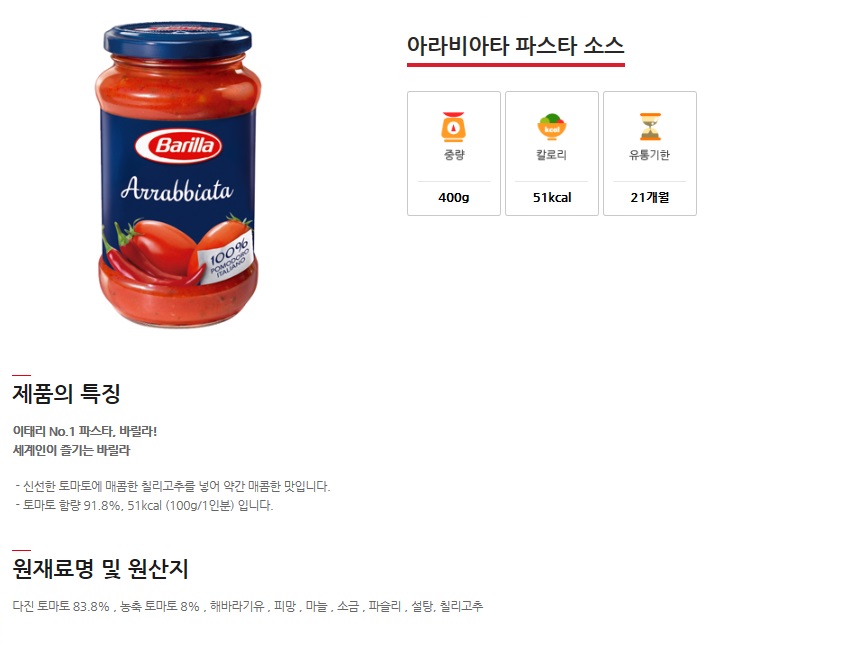 아라비아타 파스타 소스
Barilla
Arrabbiata
100%
POMODORO
ITALIANO
중량
400g
kcal
칼로리
51kcal
유통기한
21개월
제품의 특징
이태리 No.1 파스타, 바릴라!
세계인이 즐기는 바릴라
- 신선한 토마토에 매콤한 칠리고추를 넣어 약간 매콤한 맛입니다.
- 토마토 함량 91.8%, 51kcal (100g/1인분) 입니다.
원재료명 및 원산지
다진 토마토 83.8% , 농축 토마토 8% , 해바라기유 , 피망 , 마늘 , 소금 , 파슬리 , 설탕, 칠리고추